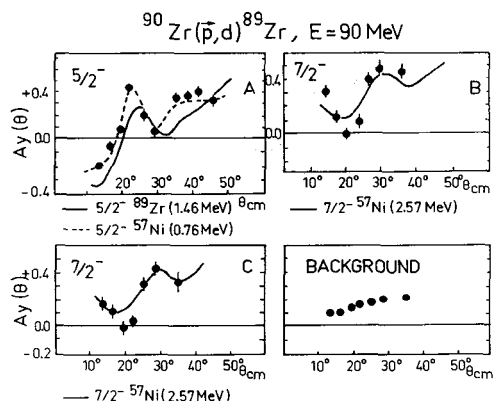 ⁹⁰Zr(p⃗,d)⁸⁹Zr, E=90 MeV
5/2⁻
A
Ay(θ)
+
0.4
0.0
-0.4
20° 30° 40° 50° θcm
5/2⁻ ⁸⁹Zr (1.46 MeV)
5/2⁻ ⁵⁷Ni (0.76 MeV)
7/2⁻
B
0.4
0.0
10° 20° 30° 40° 50° θcm
7/2⁻ ⁵⁷Ni (2.57 MeV)
7/2⁻
C
Ay(θ)
+
0.4
0.0
-0.2
10° 20° 30° 40° 50° θcm
7/2⁻ ⁵⁷Ni (2.57 MeV)
BACKGROUND
10° 20° 30° 40° 50° θcm